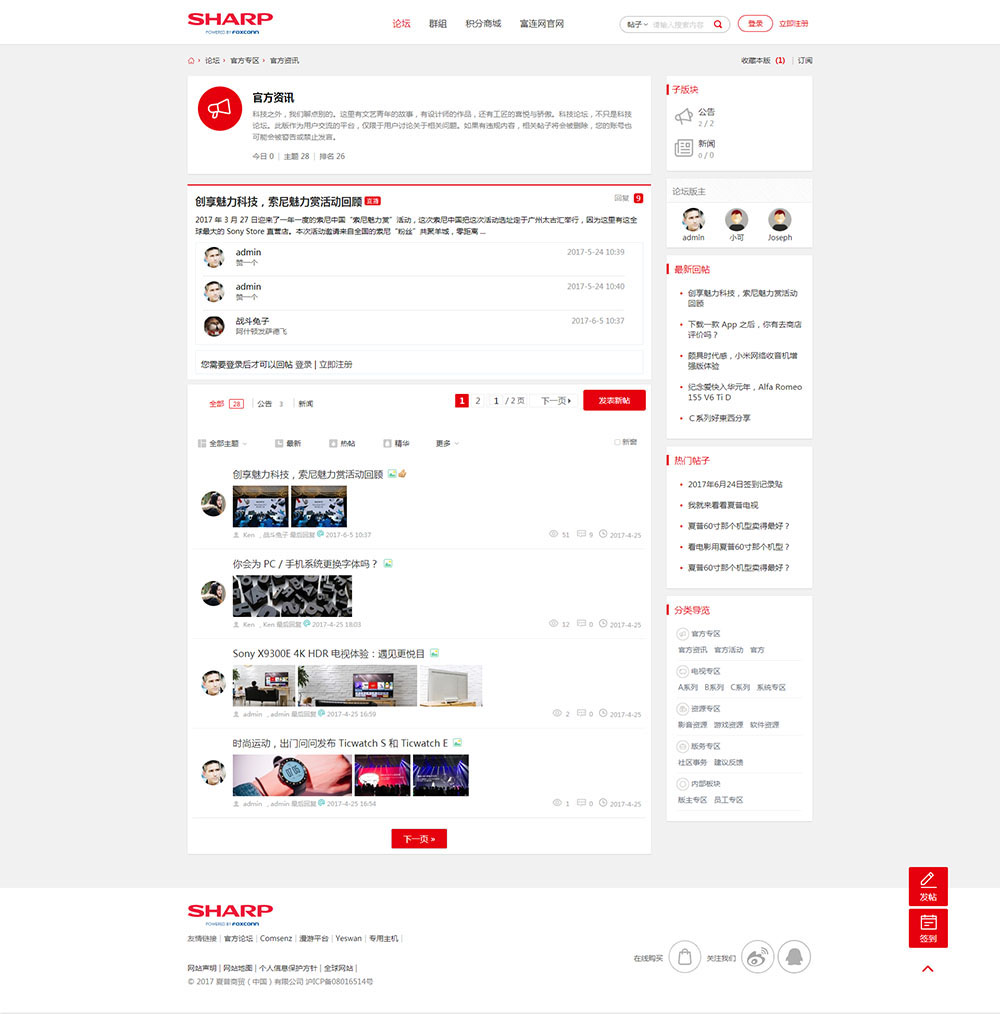 SHARP
POWERED BY FOXCONN
论坛 群组 积分商城 富连网官网
帖子 请输入搜索内容 登录 立即注册
论坛 › 官方专区 › 官方资讯
收藏本版 (1) | 订阅
官方资讯
科技之外，我们解点别的。这里有文艺青年的故事，有设计师的作品，还有工匠的喜悦与骄傲。科技论坛，不只是科技
论坛。此版作为用户交流的平台，仅限于用户讨论关于相关问题。如果有违规内容，相关帖子将会被删除，您的账号也
可能会被警告或禁止发言。
今日 0 | 主题 28 | 排名 26
创享魅力科技，索尼魅力赏活动回顾 直通
回复 9
2017 年 3 月 27 日迎来了一年一度的索尼中国“索尼魅力赏”活动，这次索尼中国把这次活动选址定于广州太古汇举行，因为这里有这全
球最大的 Sony Store 直营店。本次活动邀请来自全国的索尼“粉丝”共聚羊城，零距离 ...
admin 2017-5-24 10:39
赞一个
admin 2017-5-24 10:40
赞一个
战斗兔子 2017-6-5 10:37
阿什顿发萨德飞
您需要登录后才可以回帖 登录 | 立即注册
全部 28 公告 3 新闻
1 2 1 / 2 页 下一页 发表新帖
全部主题 最新 热帖 精华 更多 新窗
创享魅力科技，索尼魅力赏活动回顾
Ken , 战斗兔子 最后回复 @ 2017-6-5 10:37
51 9 2017-4-25
你会为 PC / 手机系统更换字体吗？
Ken , Ken 最后回复 @ 2017-4-25 18:03
12 0 2017-4-25
Sony X9300E 4K HDR 电视体验：遇见更悦目
admin , admin 最后回复 @ 2017-4-25 16:59
2 0 2017-4-25
时尚运动，出门问问发布 Ticwatch S 和 Ticwatch E
admin , admin 最后回复 @ 2017-4-25 16:54
1 0 2017-4-25
下一页 »
子版块
公告
2 / 2
新闻
0 / 0
论坛版主
admin 小可 Joseph
最新回帖
创享魅力科技，索尼魅力赏活动
回顾
下载一款 App 之后，你有去商店
评价吗？
颇具时代感，小米网络收音机增
强版体验
纪念爱快入华元年，Alfa Romeo
155 V6 Ti D
C系列好東西分享
热门帖子
2017年6月24日签到记录贴
我就来看看夏普电视
夏普60寸那个机型卖得最好？
看电影用夏普60寸那个机型？
夏普60寸那个机型卖得最好？
分类导览
官方专区
官方资讯 官方活动 官方
电视专区
A系列 B系列 C系列 系统专区
资源专区
影音资源 游戏资源 软件资源
版务专区
社区事务 建议反馈
内部板块
版主专区 员工专区
发帖
签到
SHARP
POWERED BY FOXCONN
友情链接 | 官方论坛 | Comsenz | 漫游平台 | Yeswan | 专用主机 |
在线购买 关注我们
网站声明 | 网站地图 | 个人信息保护方针 | 全球网站 |
© 2017 夏普商贸（中国）有限公司 沪ICP备08016514号